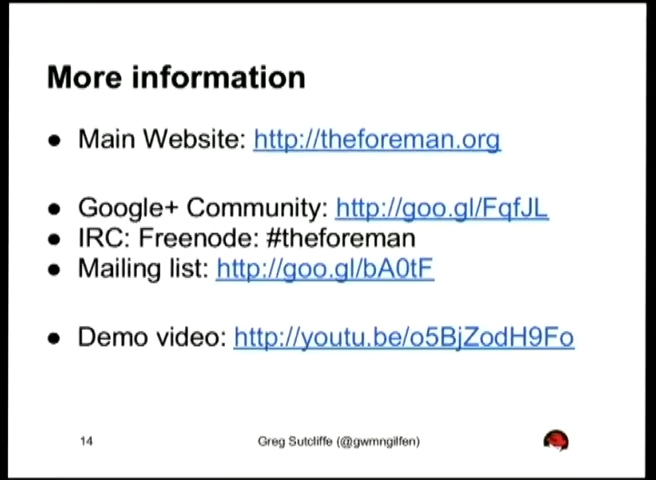 More information
● Main Website: http://theforeman.org
● Google+ Community: http://goo.gl/FqfJL
● IRC: Freenode: #theforeman
● Mailing list: http://goo.gl/bA0tF
● Demo video: http://youtu.be/o5BjZodH9Fo
14
Greg Sutcliffe (@gwmngilfen)